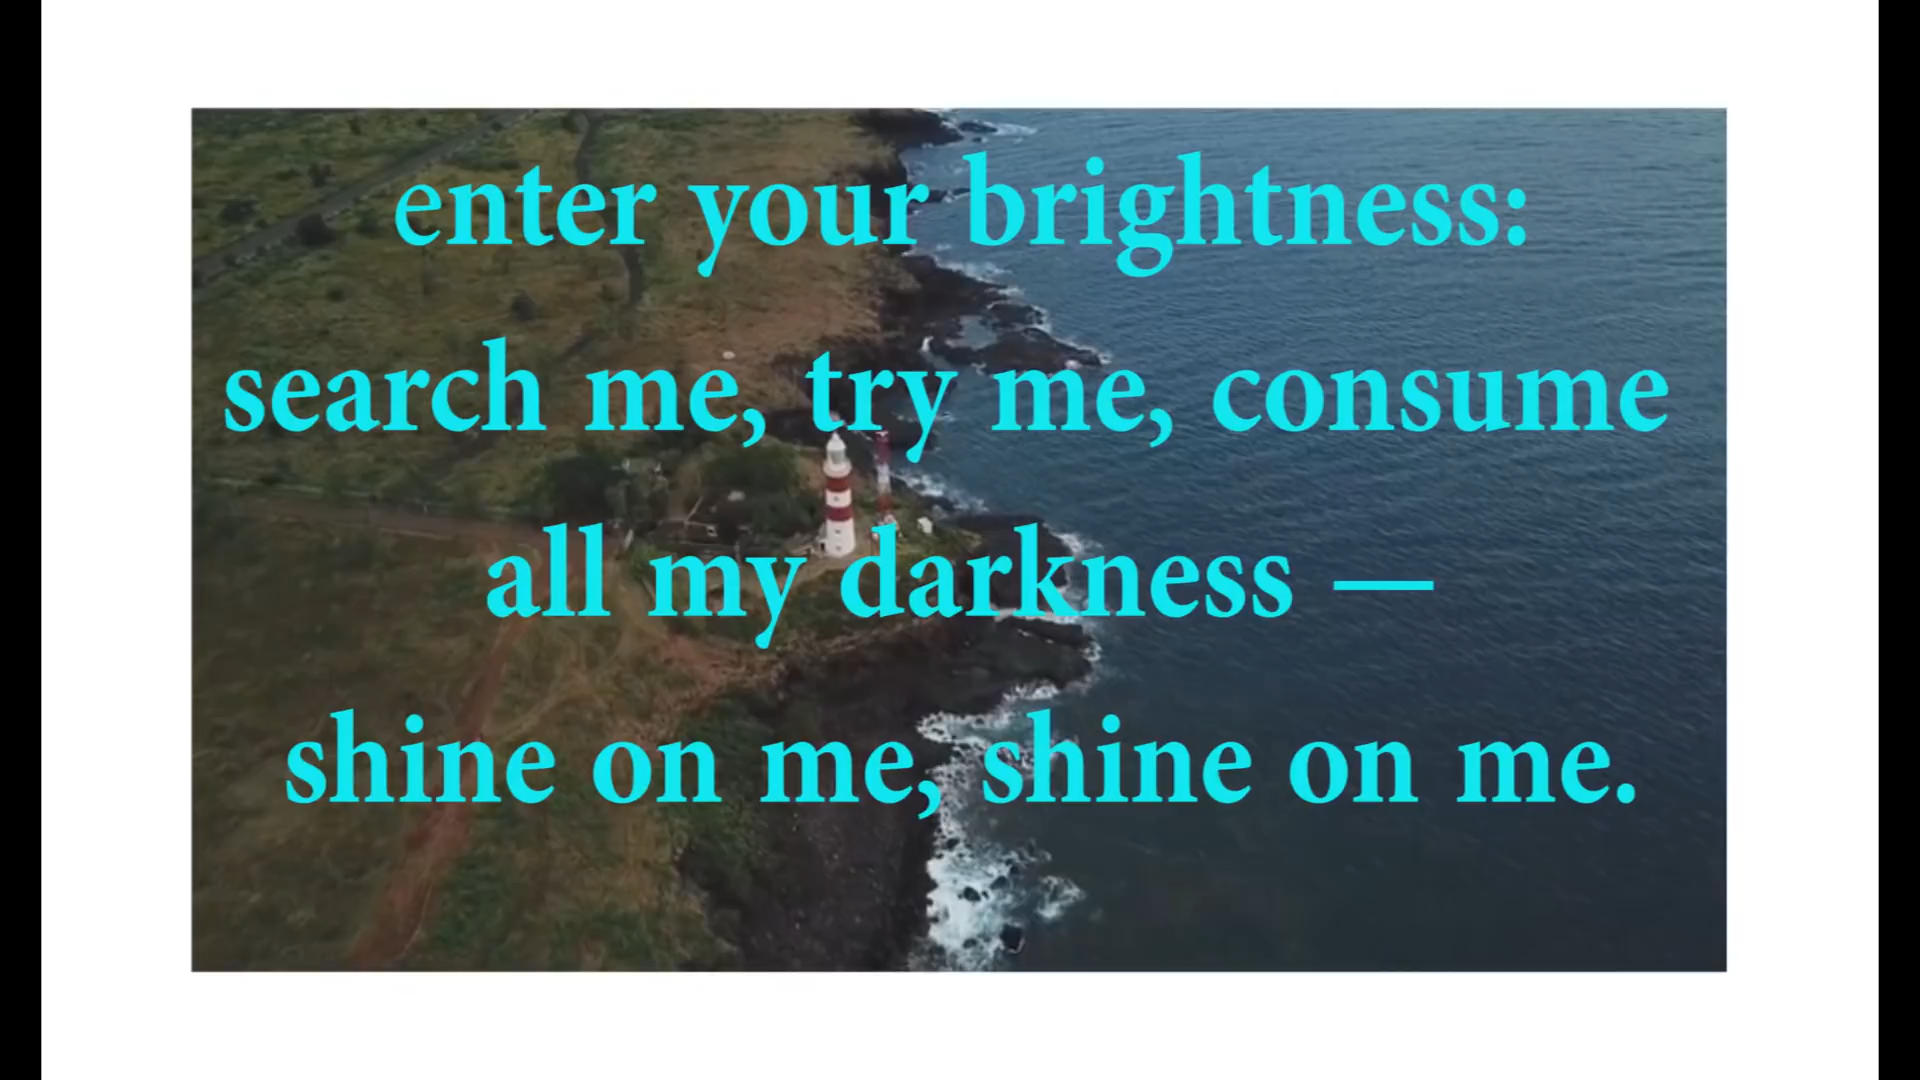 enter your brightness:
search me, try me, consume
all my darkness —
shine on me, shine on me.